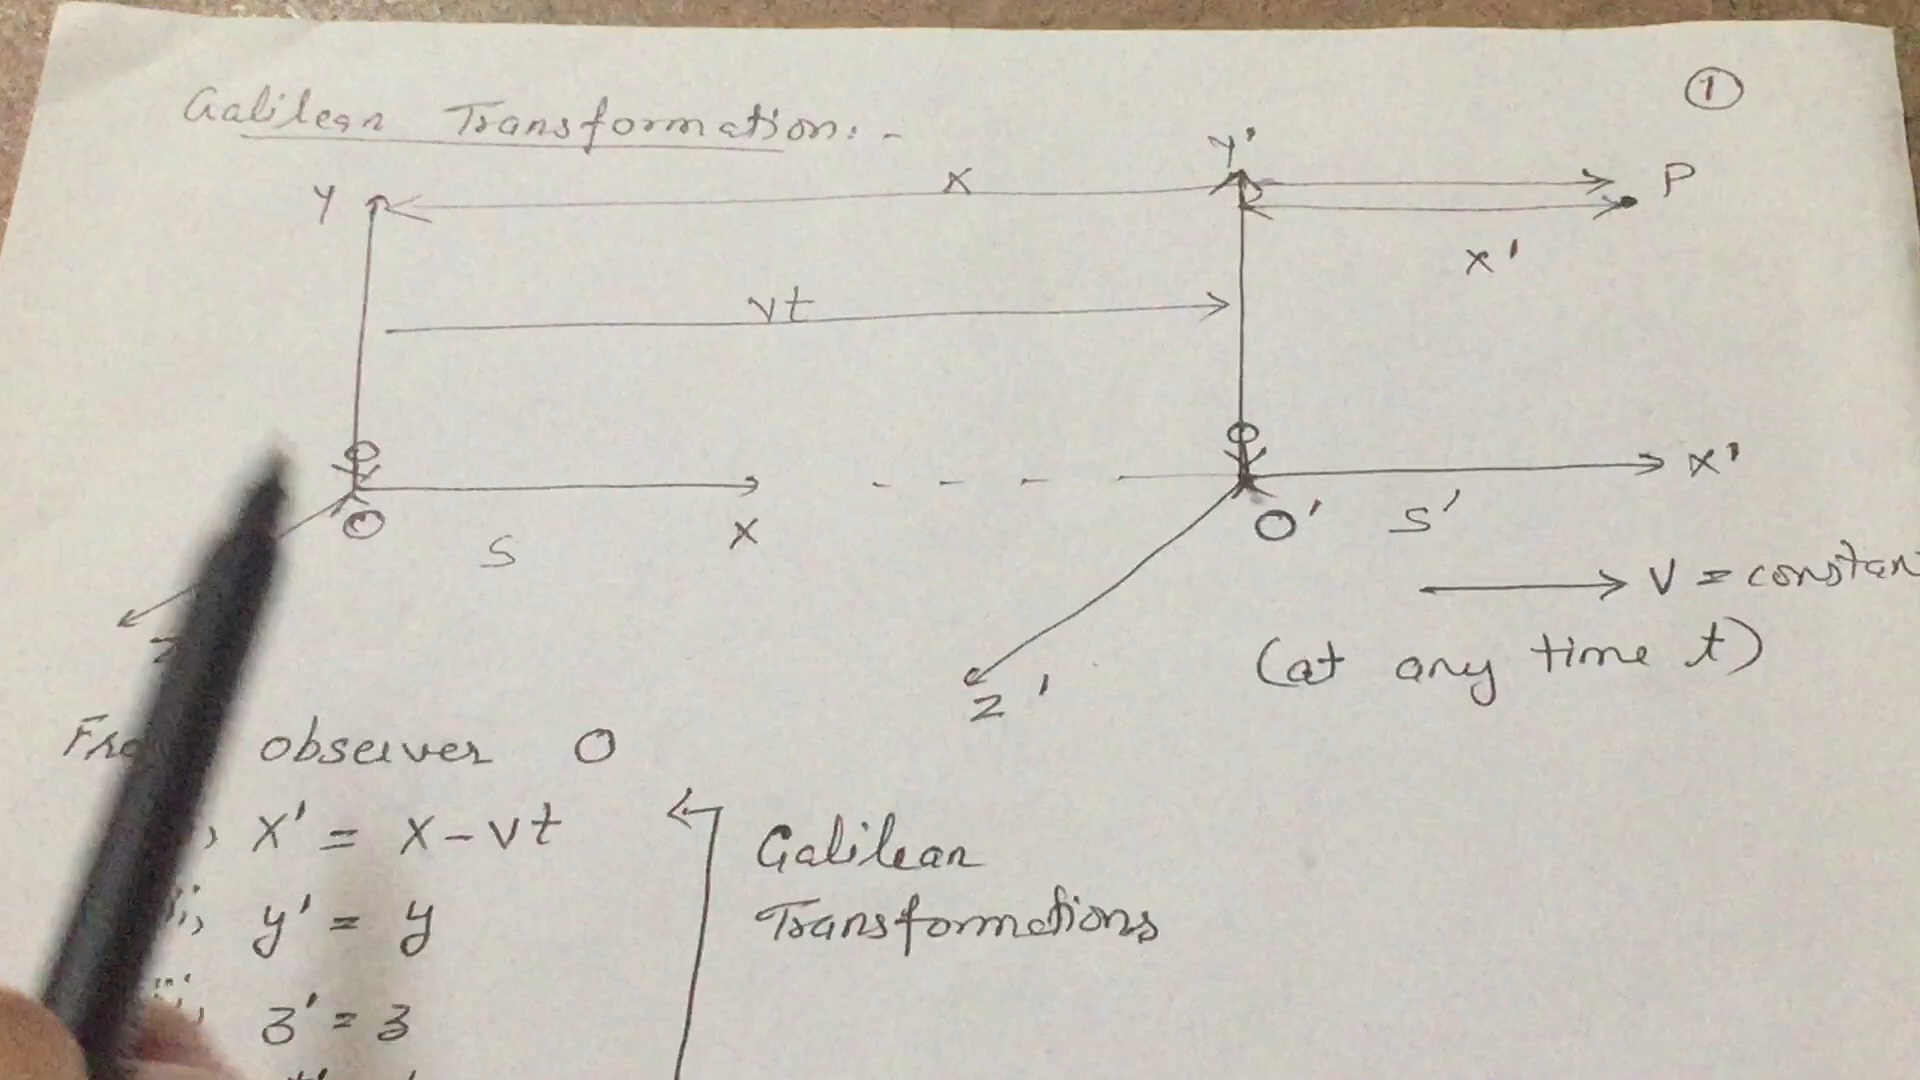 1
Galilean Transformation:-
Y'
Y
X
P
x'
vt
X'
O
S
X
O'
S'
V = constan
(at any time t)
Z'
observer O
x' = x-vt
Galilean
y' = y
Transformations
z' = z